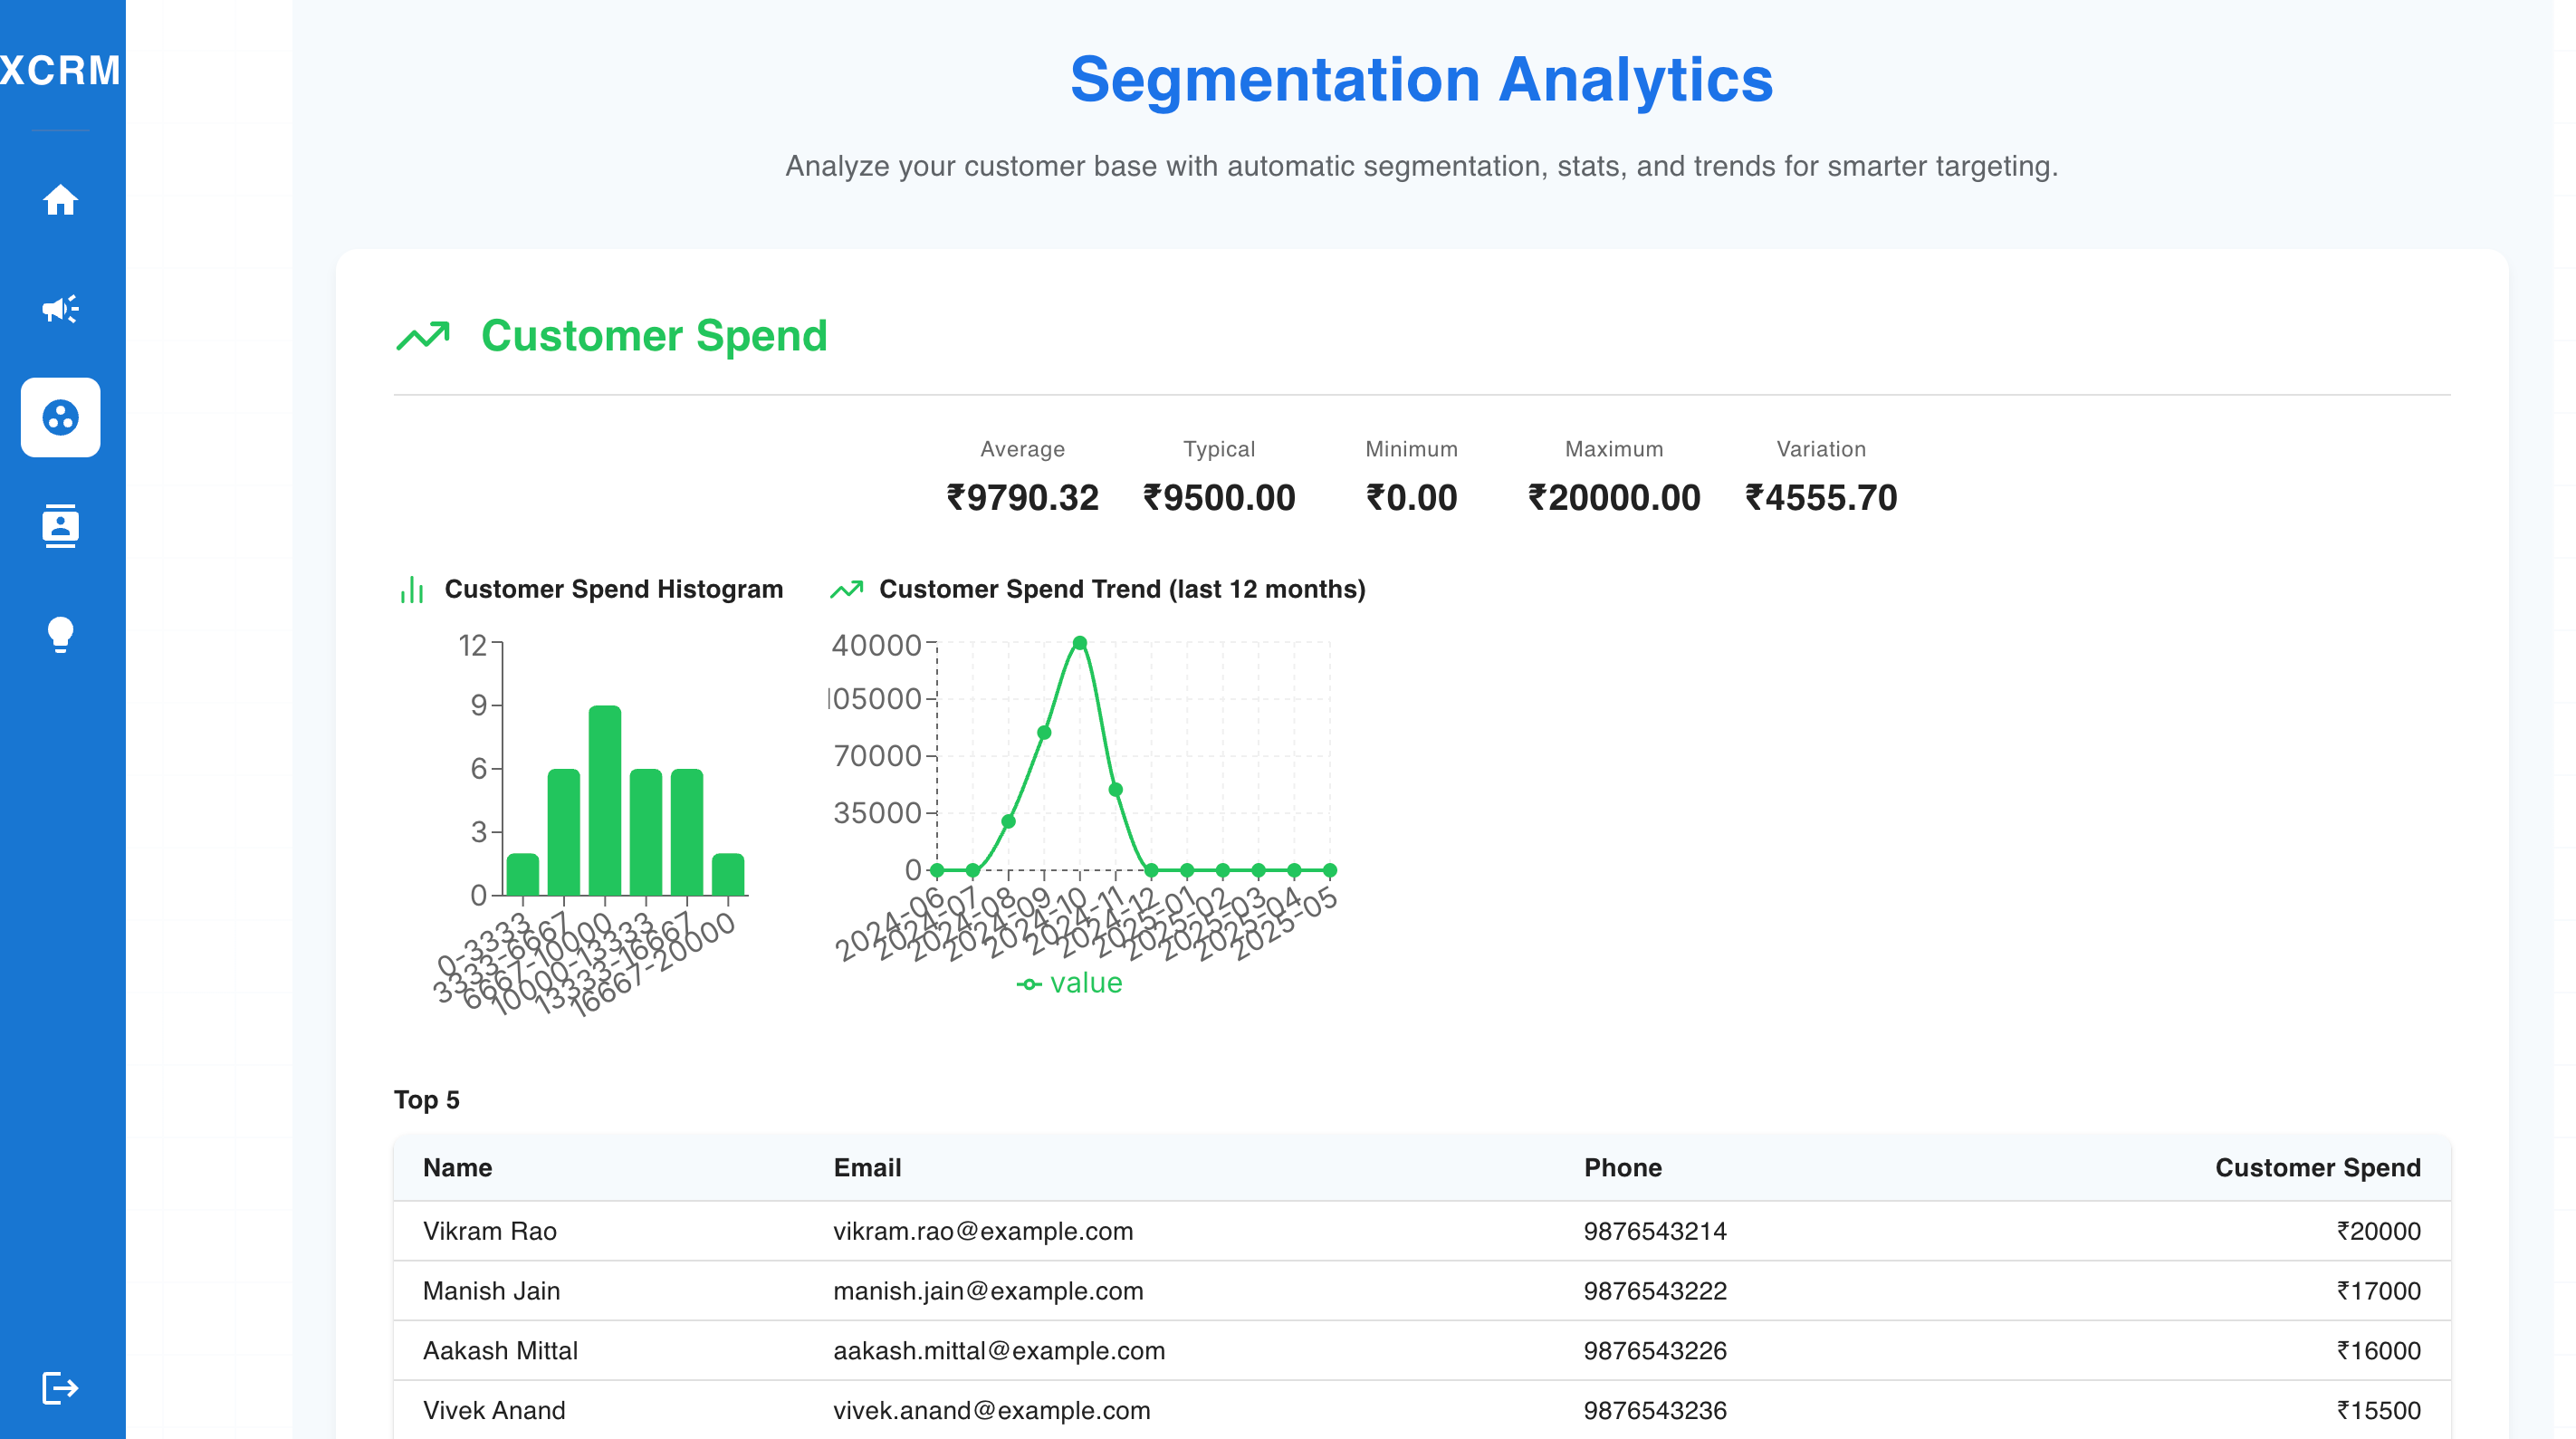 XCRM
Segmentation Analytics
Analyze your customer base with automatic segmentation, stats, and trends for smarter targeting.
Customer Spend
Average Typical Minimum Maximum Variation
₹9790.32 ₹9500.00 ₹0.00 ₹20000.00 ₹4555.70
Customer Spend Histogram
12
9
6
3
0
0-3333
3333-6667
6667-10000
10000-13333
13333-16667
16667-20000
Customer Spend Trend (last 12 months)
40000
105000
70000
35000
0
2024-06
2024-07
2024-08
2024-09
2024-10
2024-11
2024-12
2025-01
2025-02
2025-03
2025-04
2025-05
value
Top 5
Name Email Phone Customer Spend
Vikram Rao vikram.rao@example.com 9876543214 ₹20000
Manish Jain manish.jain@example.com 9876543222 ₹17000
Aakash Mittal aakash.mittal@example.com 9876543226 ₹16000
Vivek Anand vivek.anand@example.com 9876543236 ₹15500